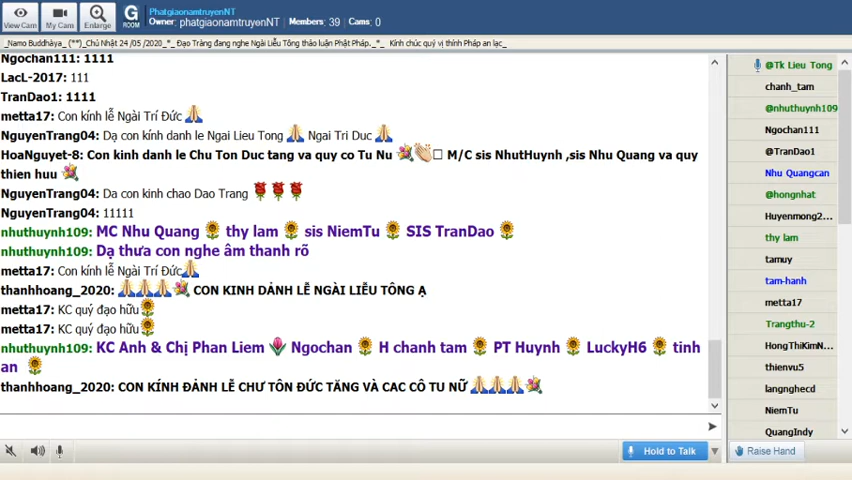 PhatgiaonamtruyenNT
Owner: phatgiaonamtruyenNT Members: 39 Cams: 0
View Cam
My Cam
Enlarge
G
ROOM
_Namo Buddhàya_ (**)_Chủ Nhật 24 /05 /2020_*_ Đạo Tràng đang nghe Ngài Liễu Tông thảo luận Phật Pháp._*_ Kính chúc quý vị thính Pháp an lạc_
Ngochan111: 1111
LacL-2017: 111
TranDao1: 1111
metta17: Con kính lễ Ngài Trí Đức
NguyenTrang04: Dạ con kính danh le Ngai Lieu Tong Ngai Tri Duc
HoaNguyet-8: Con kinh danh le Chu Ton Duc tang va quy co Tu Nu M/C sis NhutHuynh ,sis Nhu Quang va quy
thien huu
NguyenTrang04: Da con kinh chao Dao Trang
NguyenTrang04: 11111
nhuthuynh109: MC Nhu Quang thy lam sis NiemTu SIS TranDao
nhuthuynh109: Dạ thưa con nghe âm thanh rõ
metta17: Con kính lễ Ngài Trí Đức
thanhhoang_2020: CON KINH DẢNH LỄ NGÀI LIỄU TÔNG Ạ
metta17: KC quý đạo hữu
metta17: KC quý đạo hữu
nhuthuynh109: KC Anh & Chị Phan Liem Ngochan H chanh tam PT Huynh LuckyH6 tinh
an
thanhhoang_2020: CON KÍNH ĐẢNH LỄ CHƯ TÔN ĐỨC TĂNG VÀ CAC CÔ TU NỮ
@Tk Lieu Tong
chanh_tam
@nhuthuynh109
Ngochan111
@TranDao1
Nhu Quangcan
@hongnhat
Huyenmong2...
thy lam
tamuy
tam-hanh
metta17
Trangthu-2
HongThiKimN...
thienvu5
langnghecd
NiemTu
QuangIndy
Hold to Talk
Raise Hand